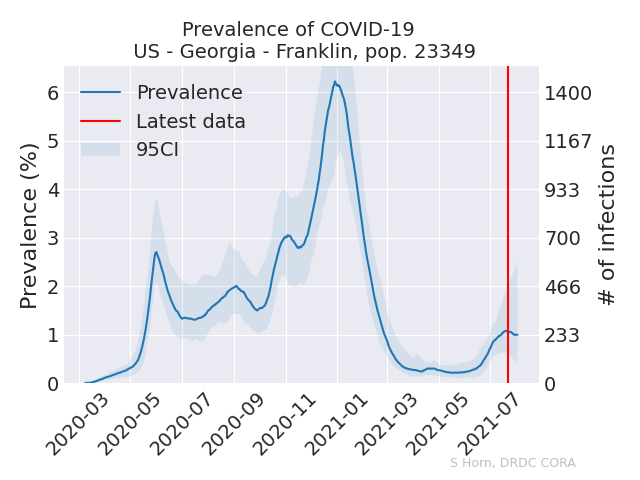 Prevalence of COVID-19
US - Georgia - Franklin, pop. 23349
Prevalence
Latest data
95CI
Prevalence (%)
6
5
4
3
2
1
0
1400
1167
933
700
466
233
0
# of infections
2020-03
2020-05
2020-07
2020-09
2020-11
2021-01
2021-03
2021-05
2021-07
S Horn, DRDC CORA